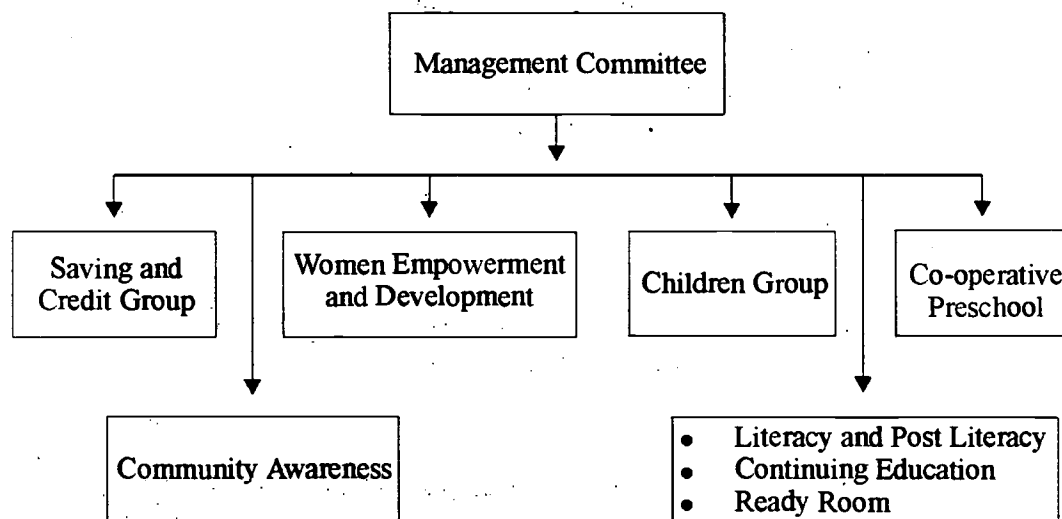 Management Committee
Saving and
Credit Group
Women Empowerment
and Development
Children Group
Co-operative
Preschool
Community Awareness
• Literacy and Post Literacy
• Continuing Education
• Ready Room